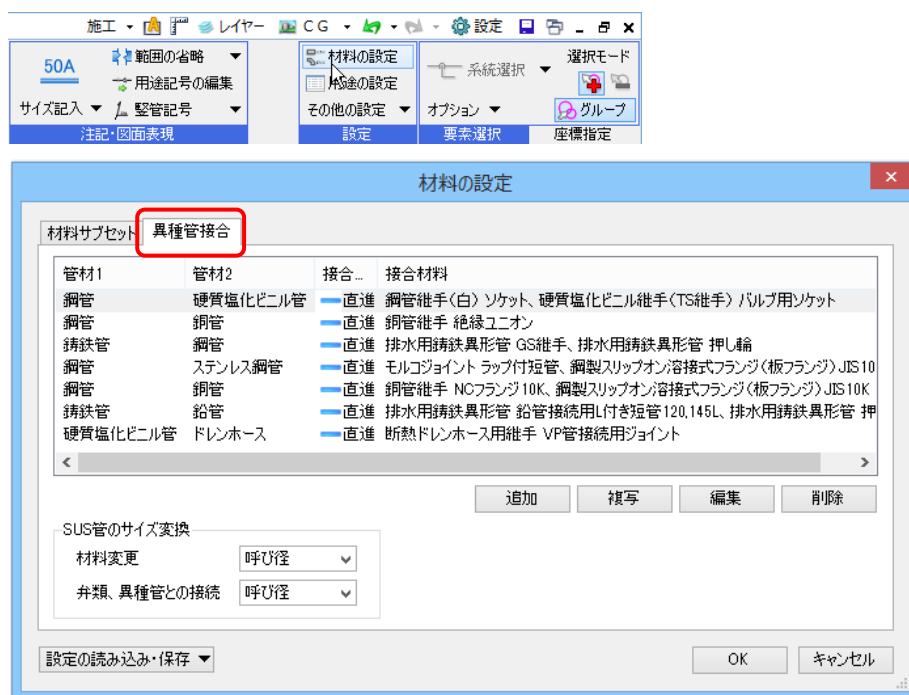 施工 レイヤー CG 設定
50A 範囲の省略 材料の設定 系統選択 選択モード
用途記号の編集 用途の設定
サイズ記入 竪管記号 その他の設定 オプション グループ
注記・図面表現 設定 要素選択 座標指定
材料の設定
材料サブセット 異種管接合
管材1 管材2 接合... 接合材料
鋼管 硬質塩化ビニル管 直進 鋼管継手(白) ソケット、硬質塩化ビニル継手(TS継手) バルブ用ソケット
鋼管 銅管 直進 銅管継手 絶縁ユニオン
鋳鉄管 鋼管 直進 排水用鋳鉄異形管 GS継手、排水用鋳鉄異形管 押し輪
鋼管 ステンレス鋼管 直進 モルコジョイント ラップ付短管、鋼製スリップオン溶接式フランジ(板フランジ) JIS10
鋼管 銅管 直進 銅管継手 NCフランジ10K、鋼製スリップオン溶接式フランジ(板フランジ) JIS10K
鋳鉄管 鉛管 直進 排水用鋳鉄異形管 鉛管接続用L付き短管120,145L、排水用鋳鉄異形管 押
硬質塩化ビニル管 ドレンホース 直進 断熱ドレンホース用継手 VP管接続用ジョイント
追加 複写 編集 削除
SUS管のサイズ変換
材料変更 呼び径
弁類、異種管との接続 呼び径
設定の読み込み・保存 OK キャンセル